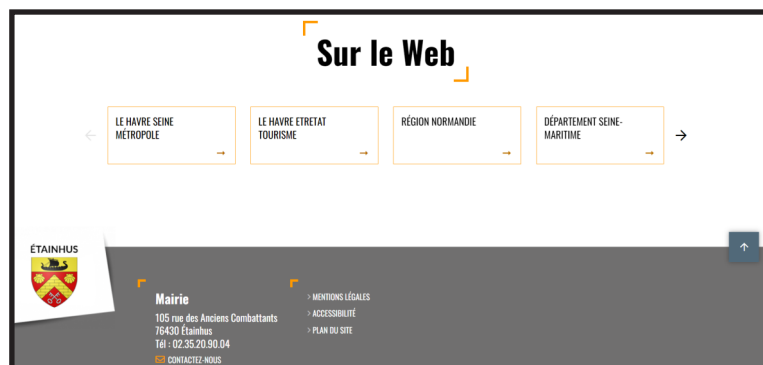 Sur le Web
LE HAVRE SEINE
MÉTROPOLE
LE HAVRE ETRETAT
TOURISME
RÉGION NORMANDIE
DÉPARTEMENT SEINE-
MARITIME
ÉTAINHUS
Mairie
105 rue des Anciens Combattants
76430 Étainhus
Tél : 02.35.20.90.04
CONTACTEZ-NOUS
> MENTIONS LÉGALES
> ACCESSIBILITÉ
> PLAN DU SITE